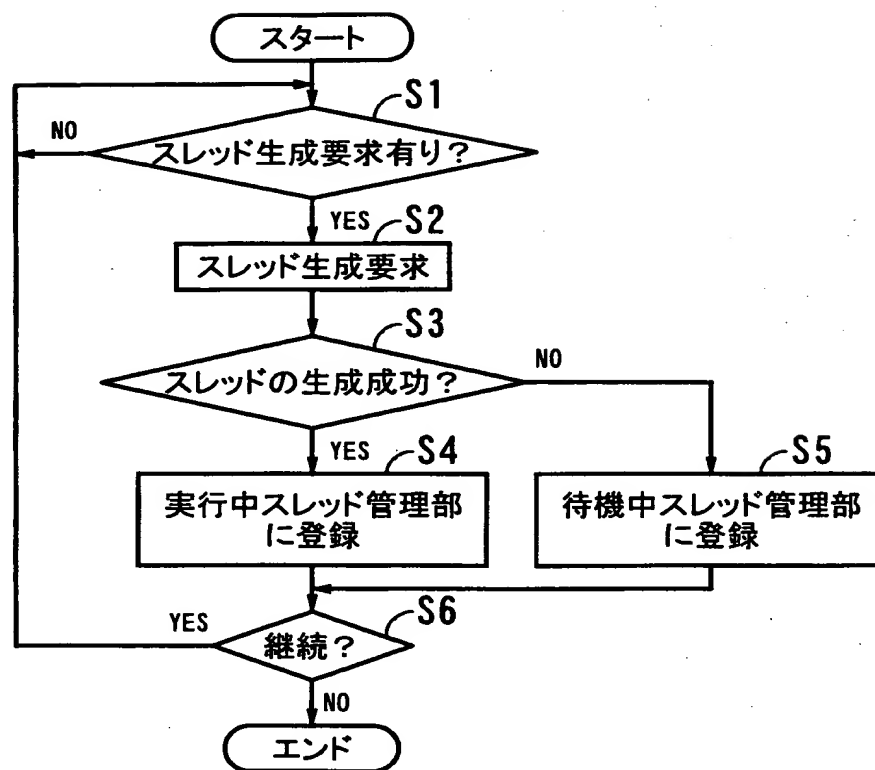 スタート
S1
NO
スレッド生成要求有り？
YES
S2
スレッド生成要求
S3
スレッドの生成成功？
NO
YES
S4
実行中スレッド管理部
に登録
S5
待機中スレッド管理部
に登録
YES
S6
継続？
NO
エンド